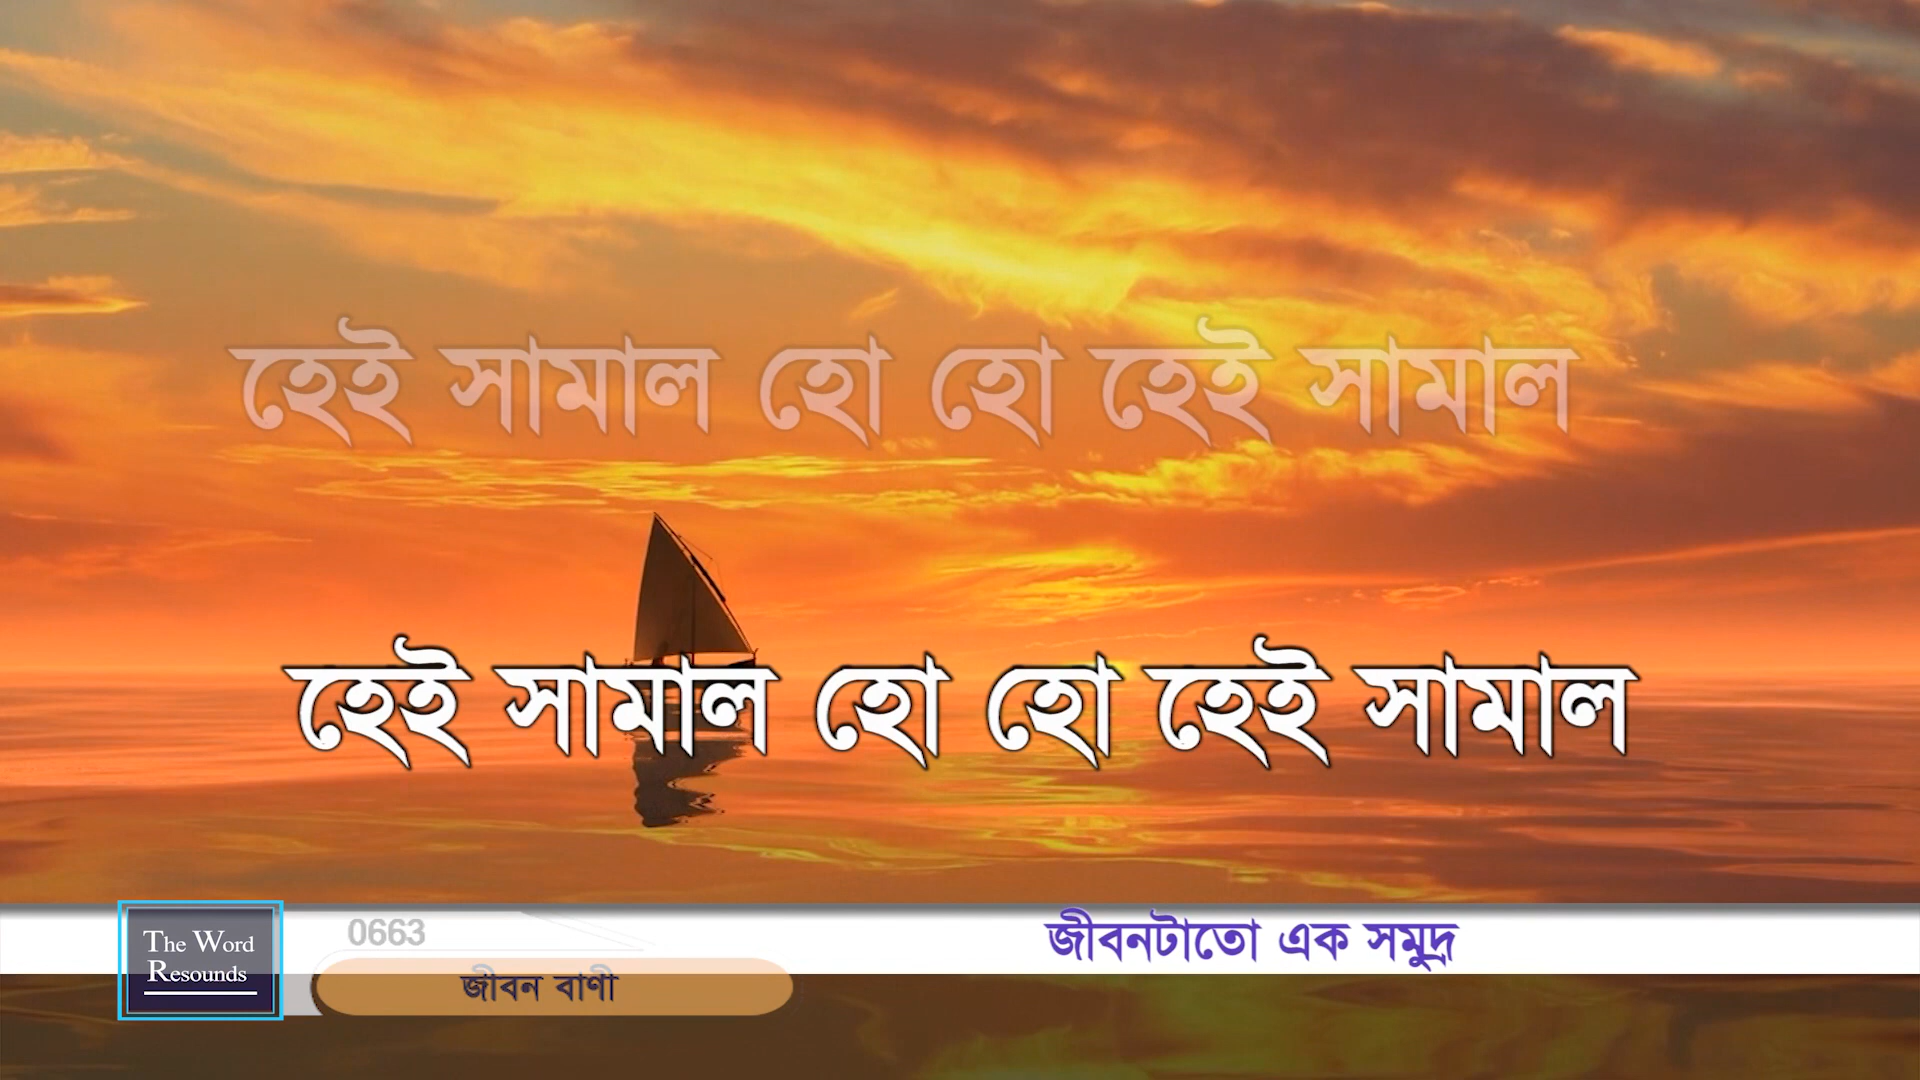 হেই সামাল হো হো হেই সামাল
হেই সামাল হো হো হেই সামাল
The Word
Resounds
0663
জীবন বাণী
জীবনটাতো এক সমুদ্র